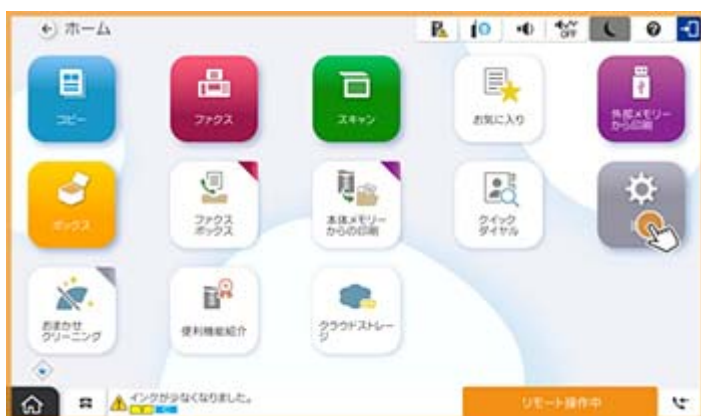 ホーム
OFF
コピー
ファクス
スキャン
お気に入り
外部メモリー
からの印刷
ボックス
ファクス
ボックス
本体メモリー
からの印刷
クイック
ダイヤル
おまかせ
クリーニング
便利機能紹介
クラウドストレー
ジ
インクが少なくなりました。
Y C
リモート操作中